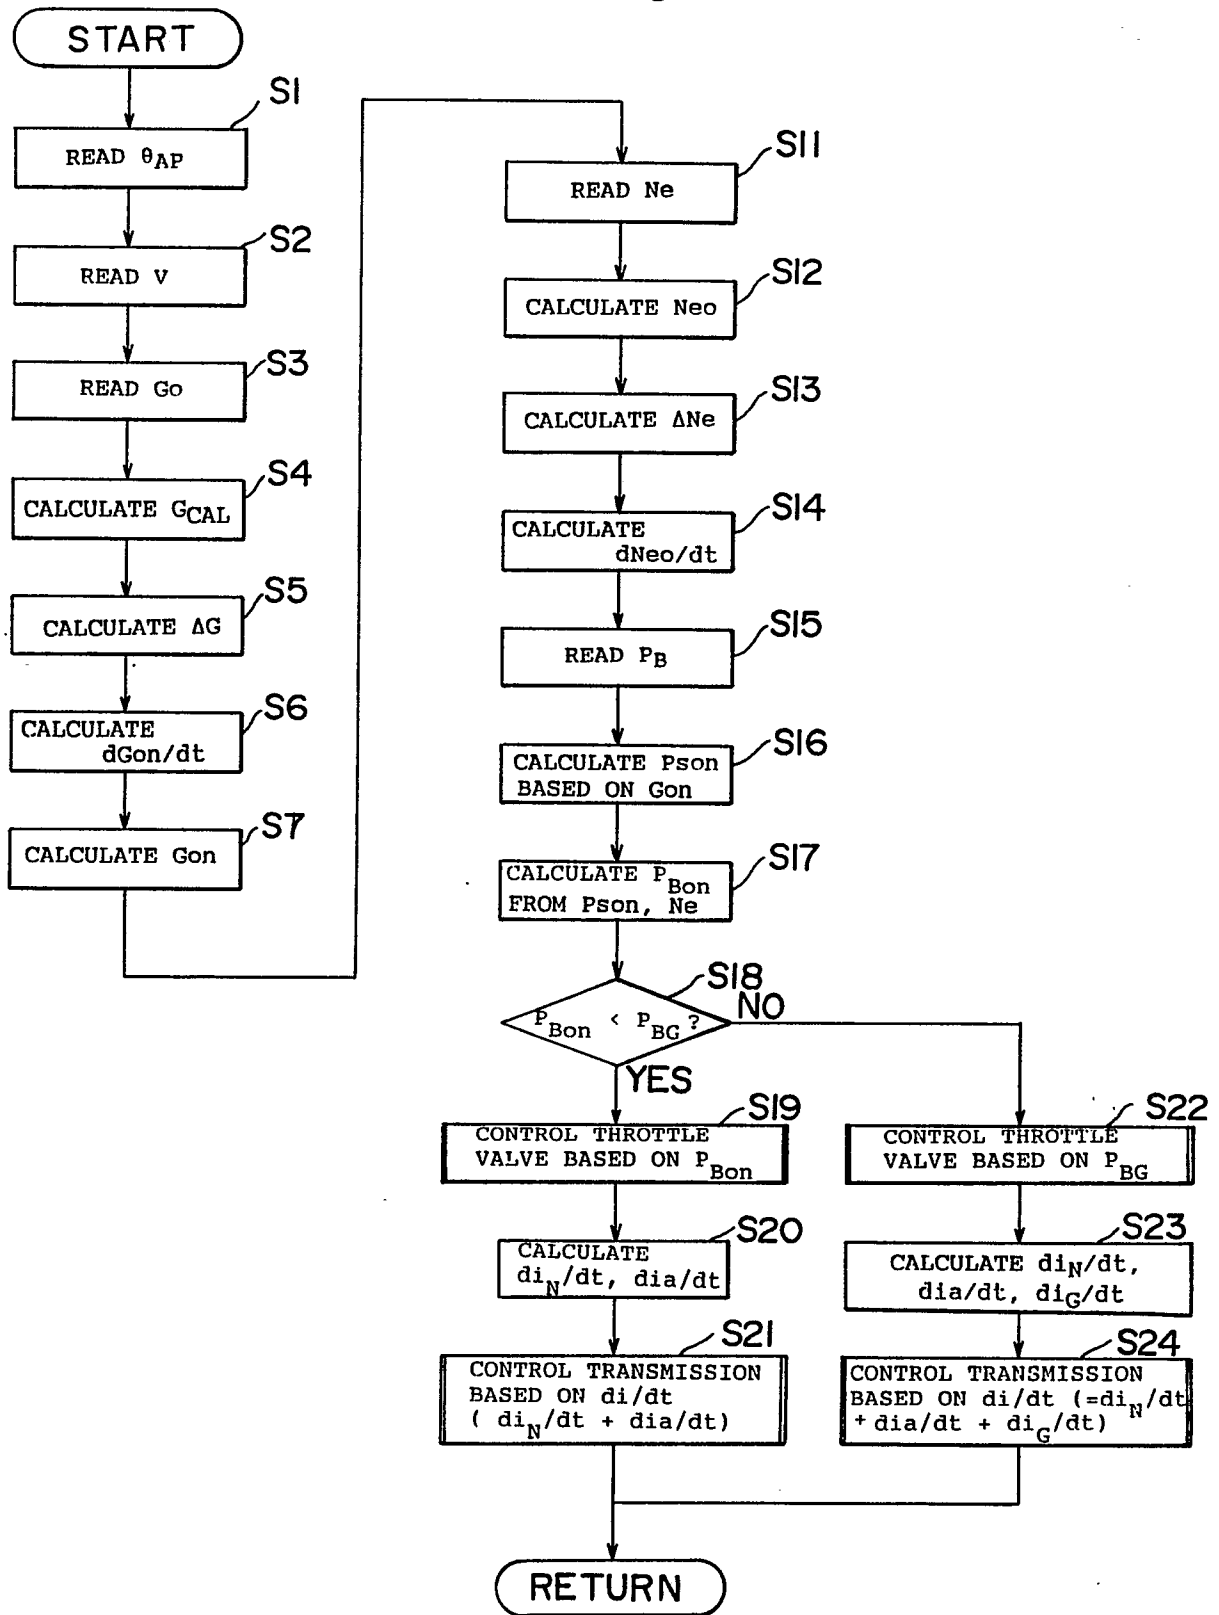 START
S1
READ θAP
S2
READ V
S3
READ Go
S4
CALCULATE GCAL
S5
CALCULATE ΔG
S6
CALCULATE
dGon/dt
S7
CALCULATE Gon
S11
READ Ne
S12
CALCULATE Neo
S13
CALCULATE ΔNe
S14
CALCULATE
dNeo/dt
S15
READ PB
S16
CALCULATE Pson
BASED ON Gon
S17
CALCULATE PBon
FROM Pson, Ne
S18
PBon < PBG ?
NO
YES
S19
CONTROL THROTTLE
VALVE BASED ON PBon
S20
CALCULATE
diN/dt, dia/dt
S21
CONTROL TRANSMISSION
BASED ON di/dt
( diN/dt + dia/dt)
S22
CONTROL THROTTLE
VALVE BASED ON PBG
S23
CALCULATE diN/dt,
dia/dt, diG/dt
S24
CONTROL TRANSMISSION
BASED ON di/dt (=diN/dt
+ dia/dt + diG/dt)
RETURN